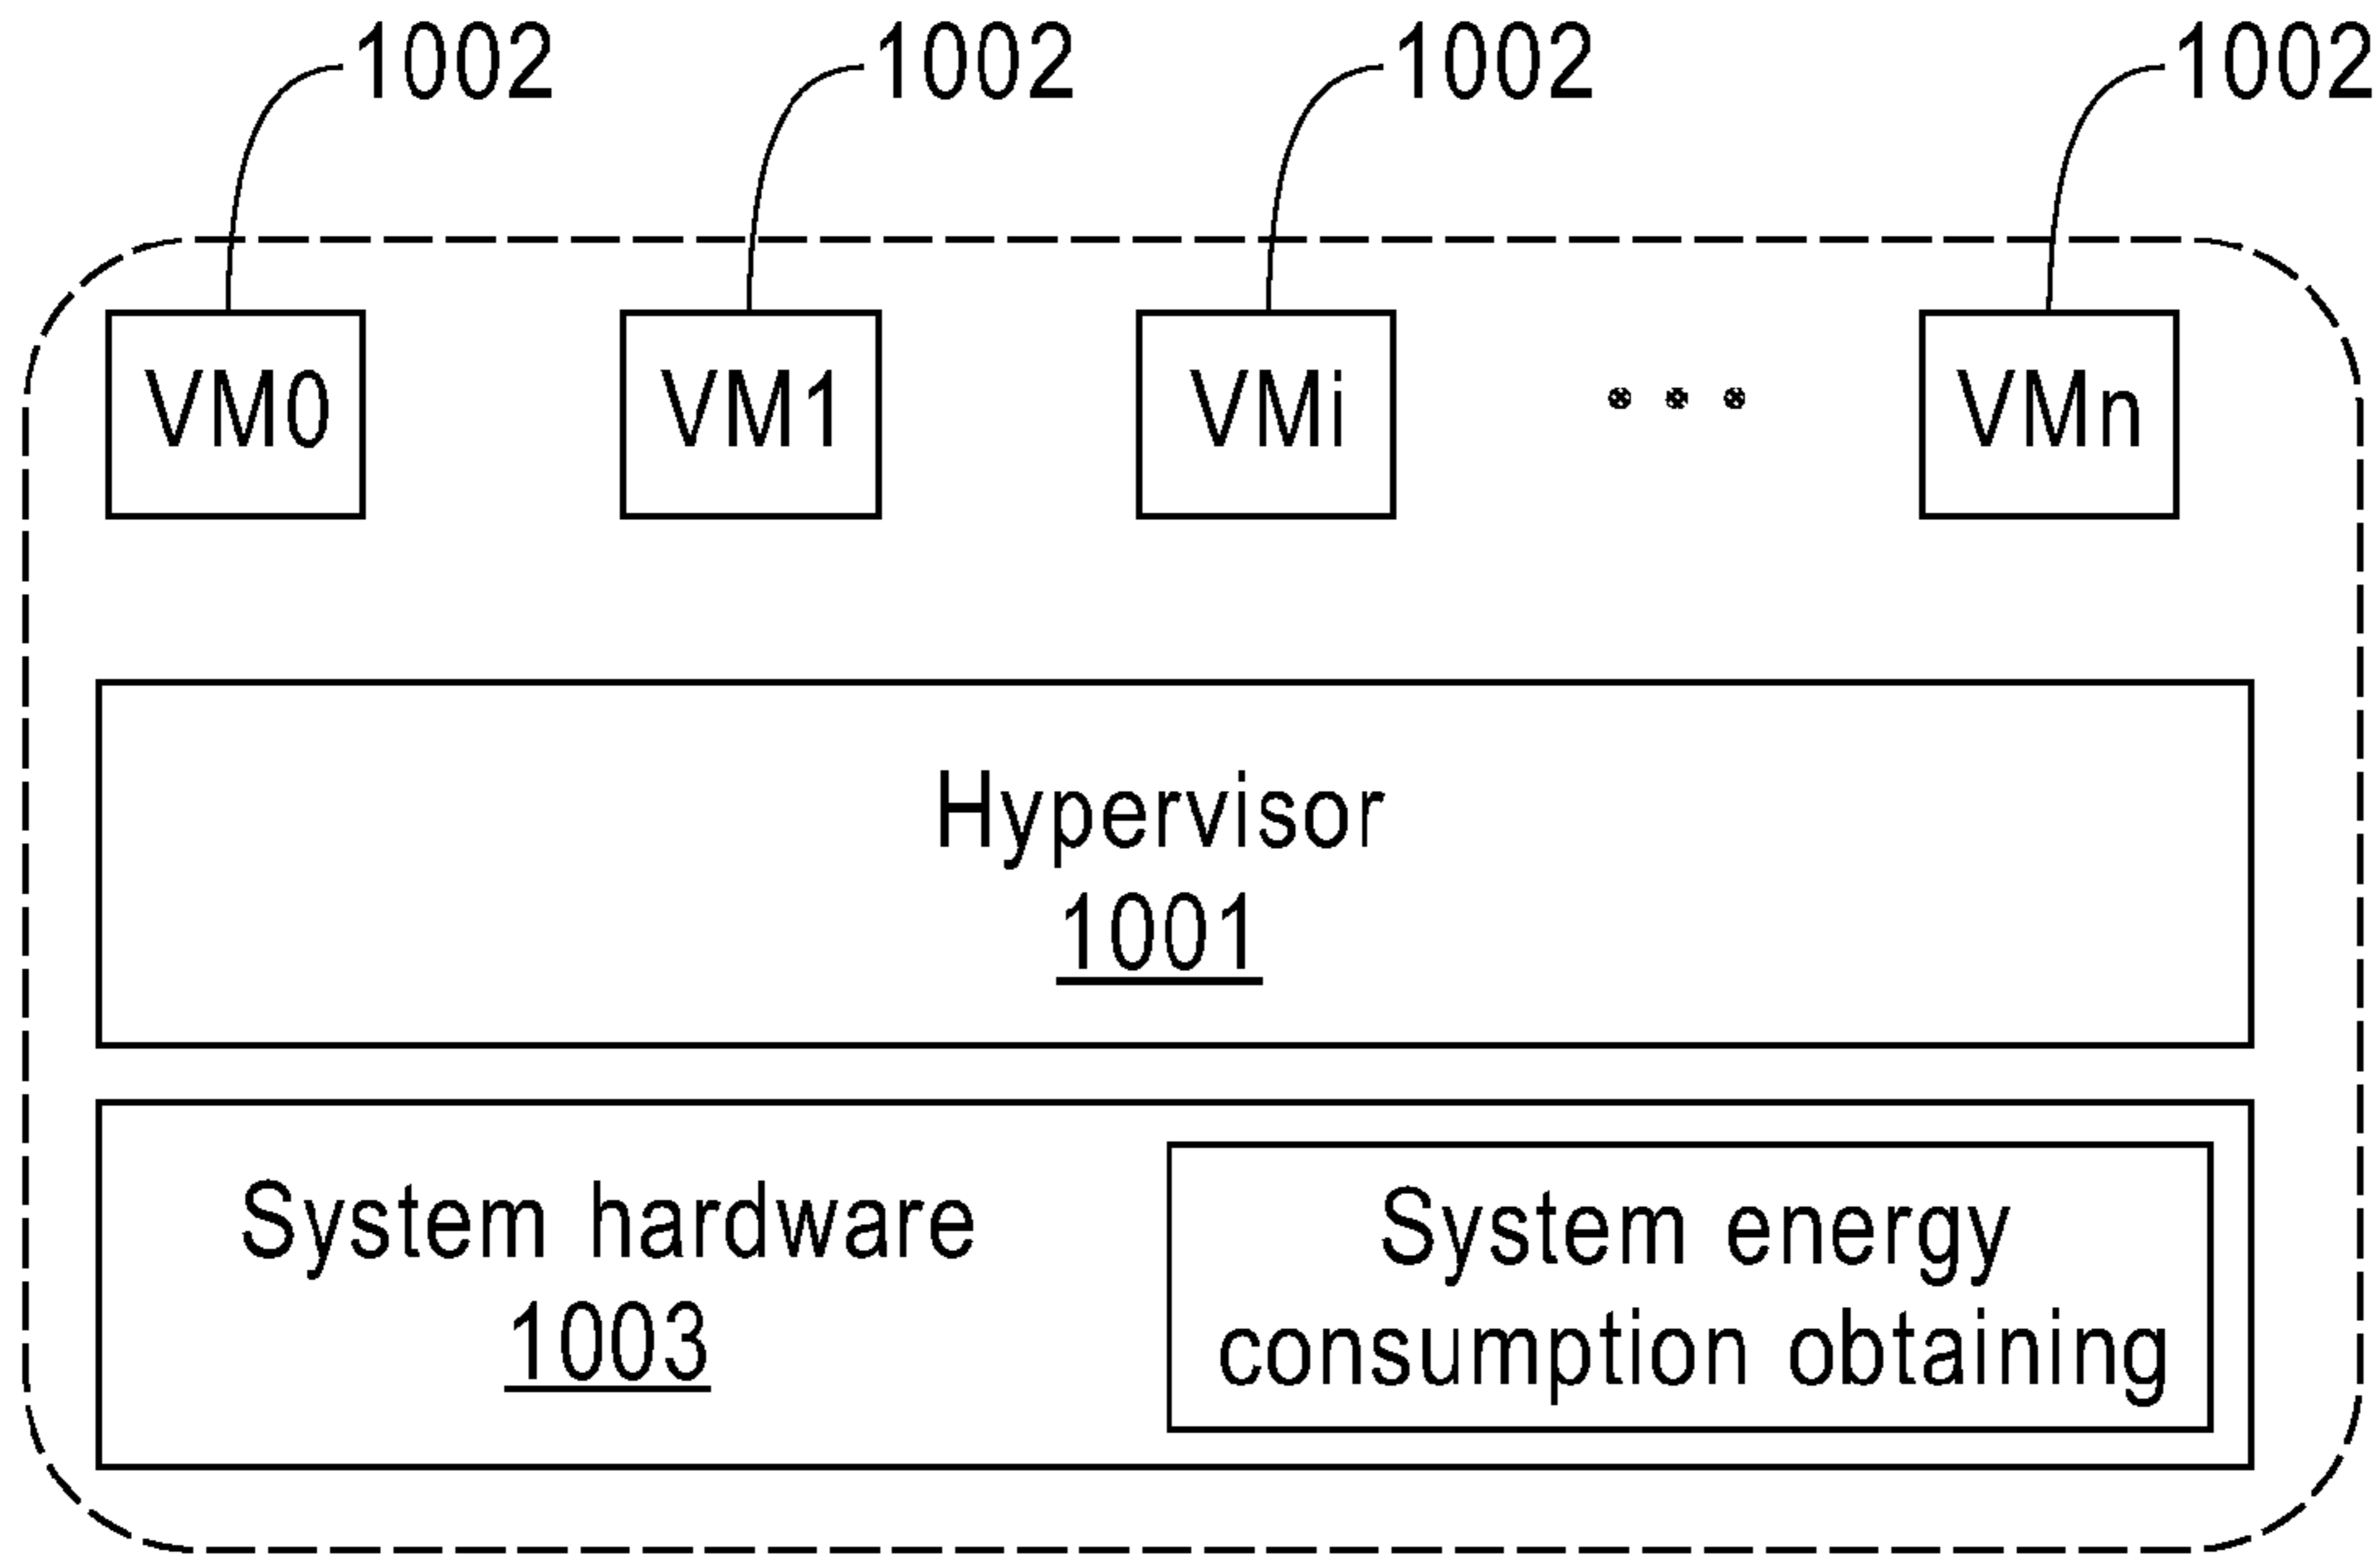 1002 1002 1002 1002
VM0 VM1 VMi ••• VMn
Hypervisor
1001
System hardware
1003
System energy
consumption obtaining